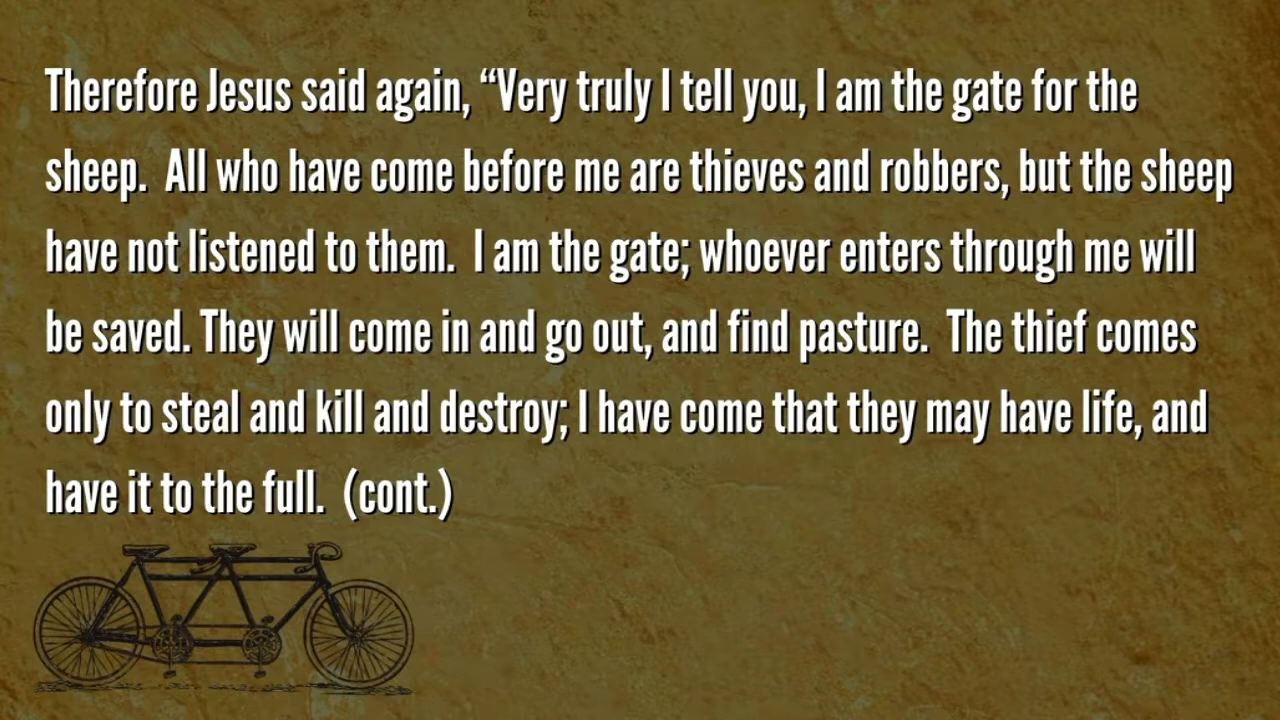 Therefore Jesus said again, “Very truly I tell you, I am the gate for the
sheep.  All who have come before me are thieves and robbers, but the sheep
have not listened to them.  I am the gate; whoever enters through me will
be saved. They will come in and go out, and find pasture.  The thief comes
only to steal and kill and destroy; I have come that they may have life, and
have it to the full.  (cont.)